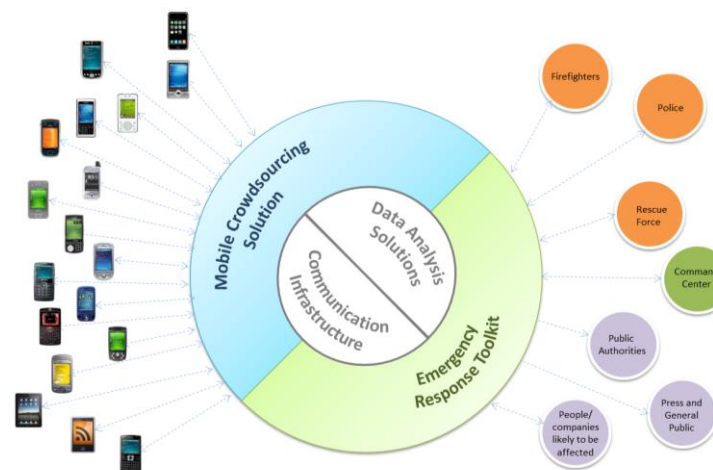 Mobile Crowdsourcing
Solution
Data Analysis
Solutions
Communication
Infrastructure
Emergency
Response Toolkit
Firefighters
Police
Rescue
Force
Comman
Center
Public
Authorities
Press and
General
Public
People/
companies
likely to be
affected